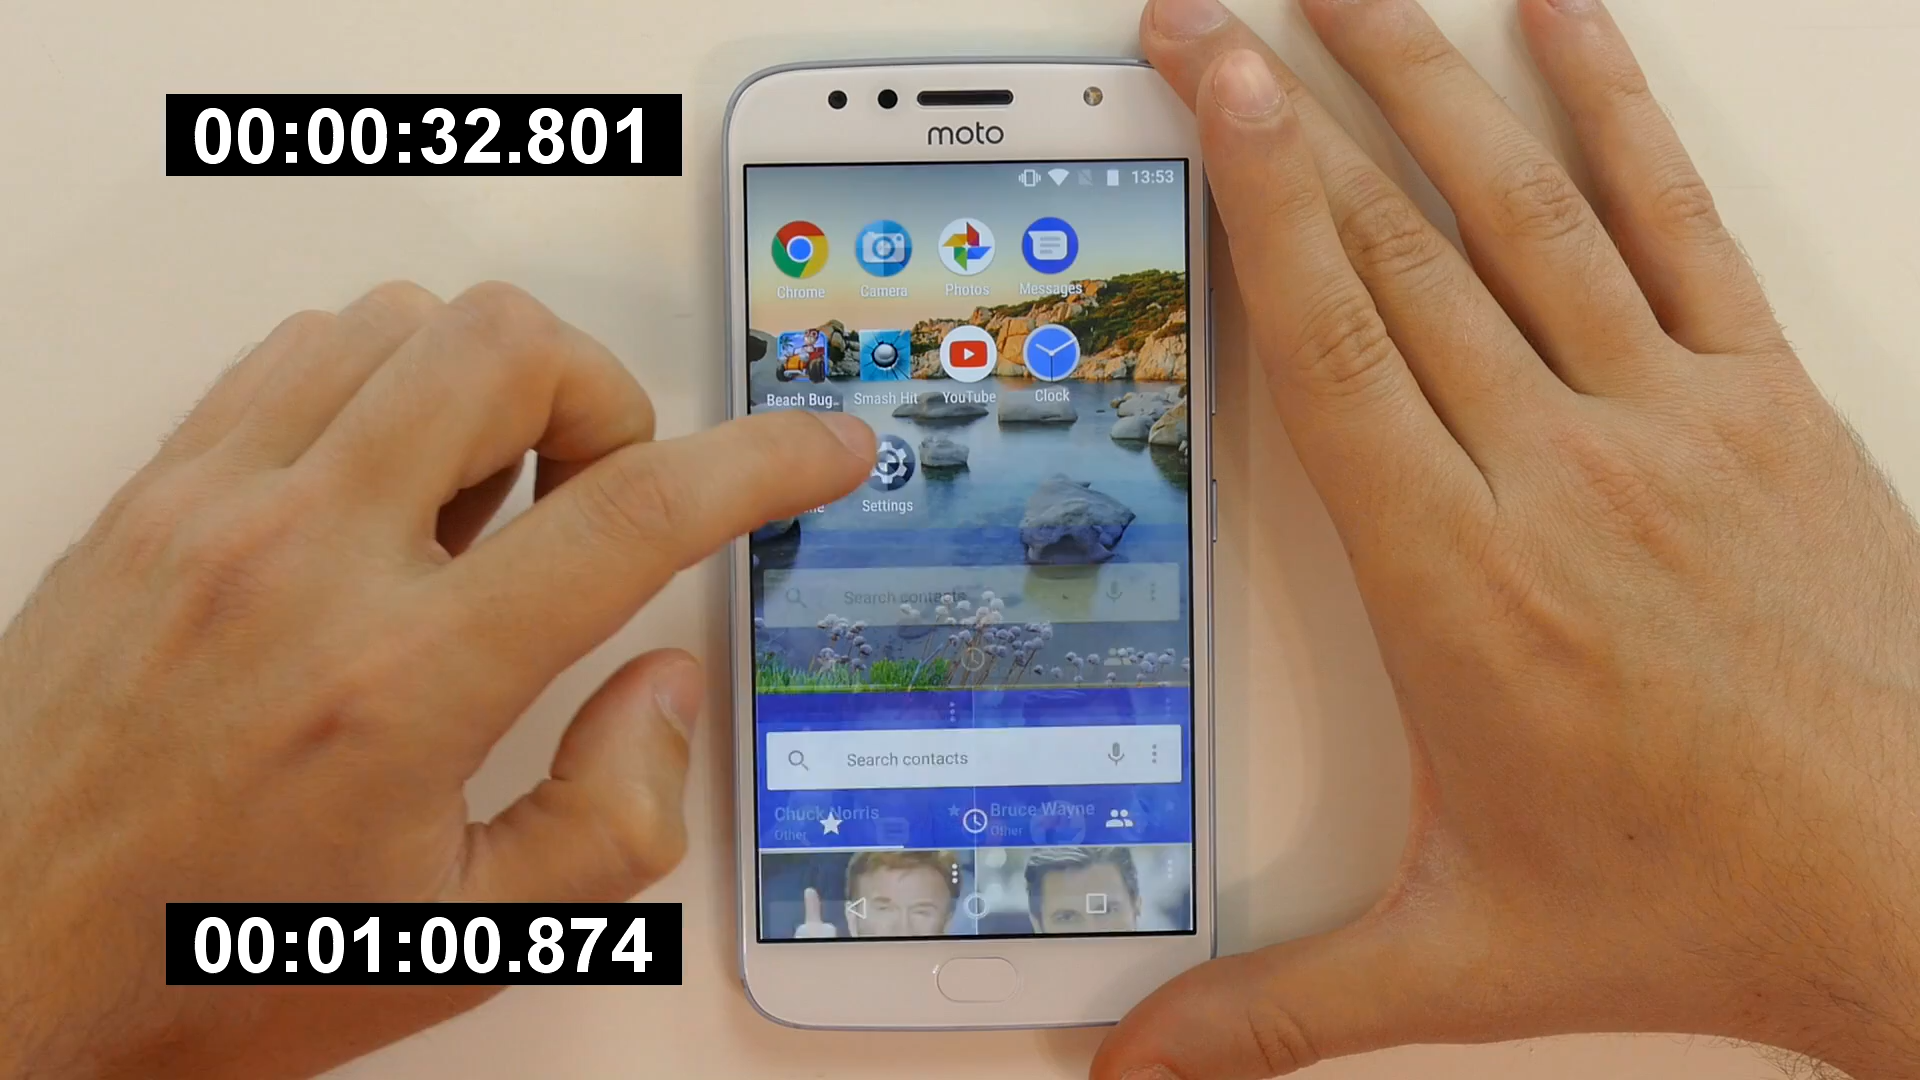 00:00:32.801
moto
13:53
Chrome Camera Photos Messages
Beach Bug... Smash Hit YouTube Clock
Settings
Search contacts
Search contacts
Chuck Norris Bruce Wayne
Other Other
00:01:00.874